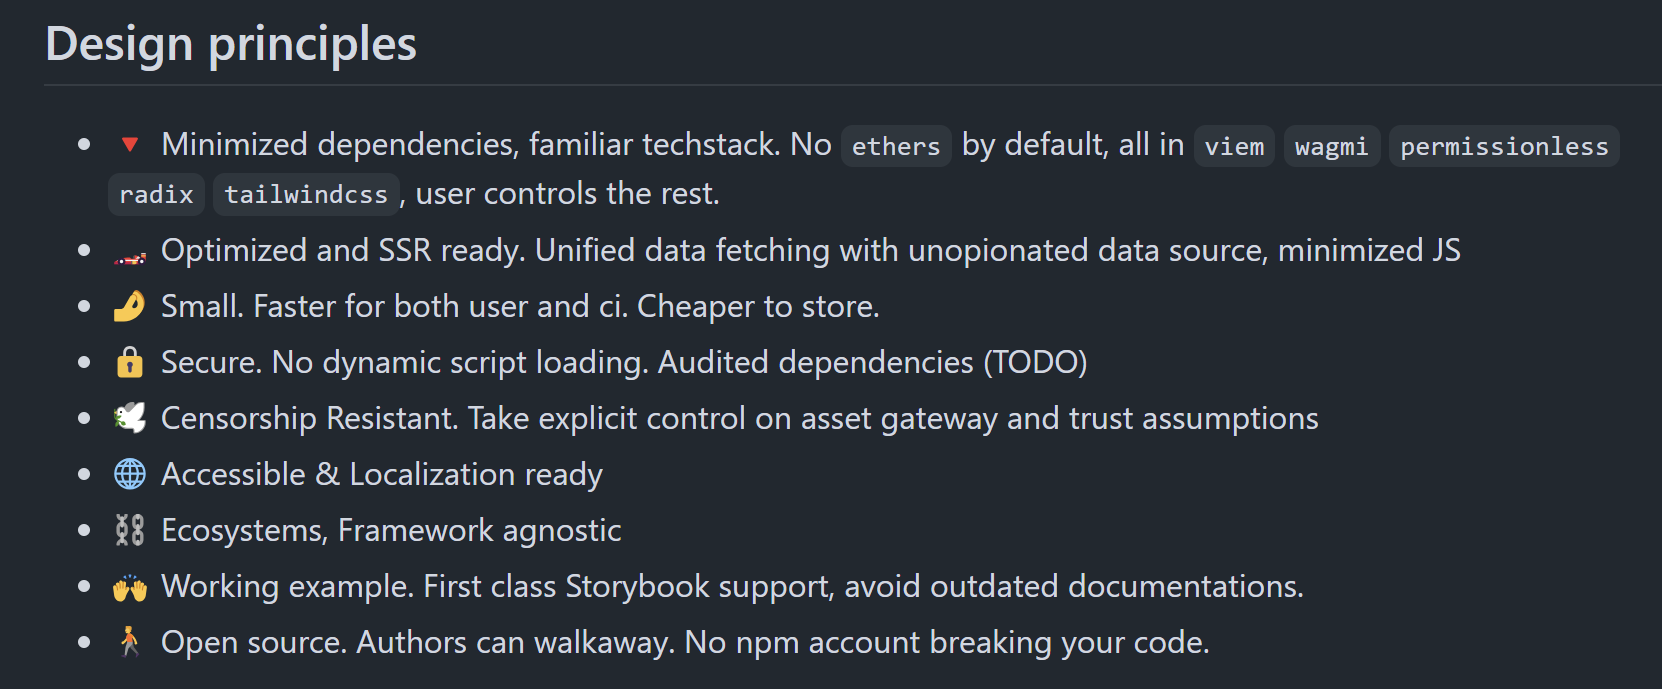 Design principles
🔻 Minimized dependencies, familiar techstack. No ethers by default, all in viem wagmi permissionless
radix tailwindcss, user controls the rest.
🏎️ Optimized and SSR ready. Unified data fetching with unopionated data source, minimized JS
🤌 Small. Faster for both user and ci. Cheaper to store.
🔒 Secure. No dynamic script loading. Audited dependencies (TODO)
🕊️ Censorship Resistant. Take explicit control on asset gateway and trust assumptions
🌐 Accessible & Localization ready
⛓️ Ecosystems, Framework agnostic
🙌 Working example. First class Storybook support, avoid outdated documentations.
🚶 Open source. Authors can walkaway. No npm account breaking your code.